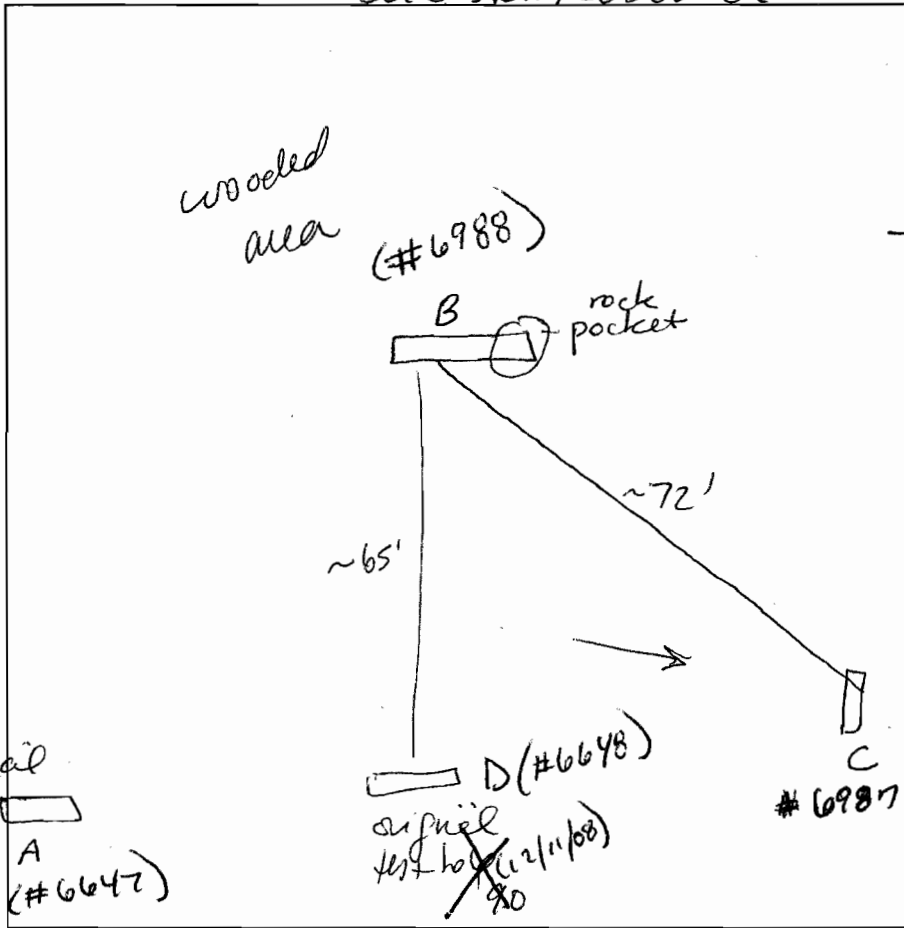 wooded
area
(#6988)
B
rock
pocket
~72'
~65'
D (#6648)
original
test hole (12/11/08)
A
(#6647)
C
# 6987